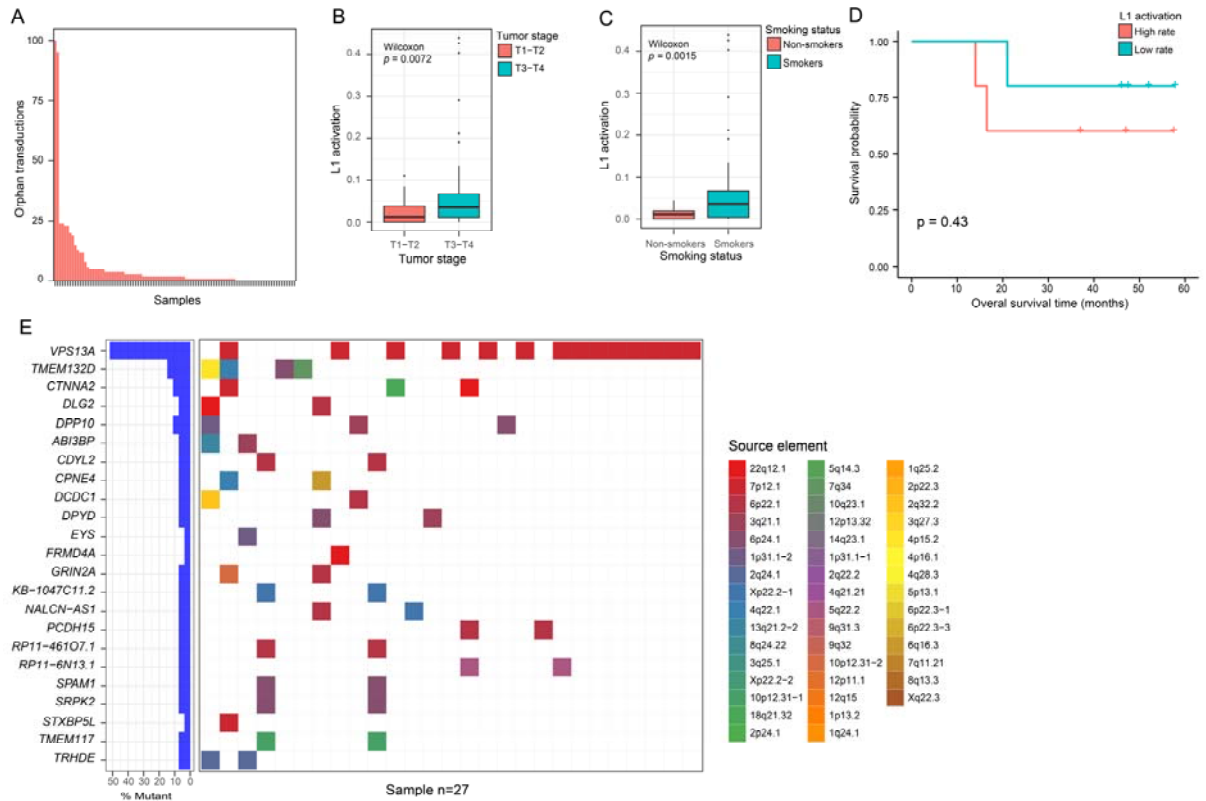 A
100
75
50
25
0
Orphan transductions
Samples
B
Wilcoxon
p = 0.0072
0.4
0.3
0.2
0.1
0.0
L1 activation
T1−T2
T3−T4
Tumor stage
Tumor stage
T1−T2
T3−T4
C
Wilcoxon
p = 0.0015
0.4
0.3
0.2
0.1
0.0
L1 activation
Non-smokers
Smokers
Smoking status
Smoking status
Non-smokers
Smokers
D
L1 activation
High rate
Low rate
1.00
0.75
0.50
0.25
0.00
Survival probability
p = 0.43
0
10
20
30
40
50
60
Overal survival time (months)
E
VPS13A
TMEM132D
CTNNA2
DLG2
DPP10
ABI3BP
CDYL2
CPNE4
DCDC1
DPYD
EYS
FRMD4A
GRIN2A
KB−1047C11.2
NALCN−AS1
PCDH15
RP11−461O7.1
RP11−6N13.1
SPAM1
SRPK2
STXBP5L
TMEM117
TRHDE
50 40 30 20 10 0
% Mutant
Sample n=27
Source element
22q12.1
7p12.1
6p22.1
3q21.1
6p24.1
1p31.1−2
2q24.1
Xp22.2−1
4q22.1
13q21.2−2
8q24.22
3q25.1
Xp22.2−2
10p12.31−1
18q21.32
2p24.1
5q14.3
7q34
10q23.1
12p13.32
14q23.1
1p31.1−1
2q22.2
4q21.21
5q22.2
9q31.3
9q32
10p12.31−2
12p11.1
12q15
1p13.2
1q24.1
1q25.2
2p22.3
2q32.2
3q27.3
4p15.2
4p16.1
4q28.3
5p13.1
6p22.3−1
6p22.3−3
6q16.3
7q11.21
8q13.3
Xq22.3